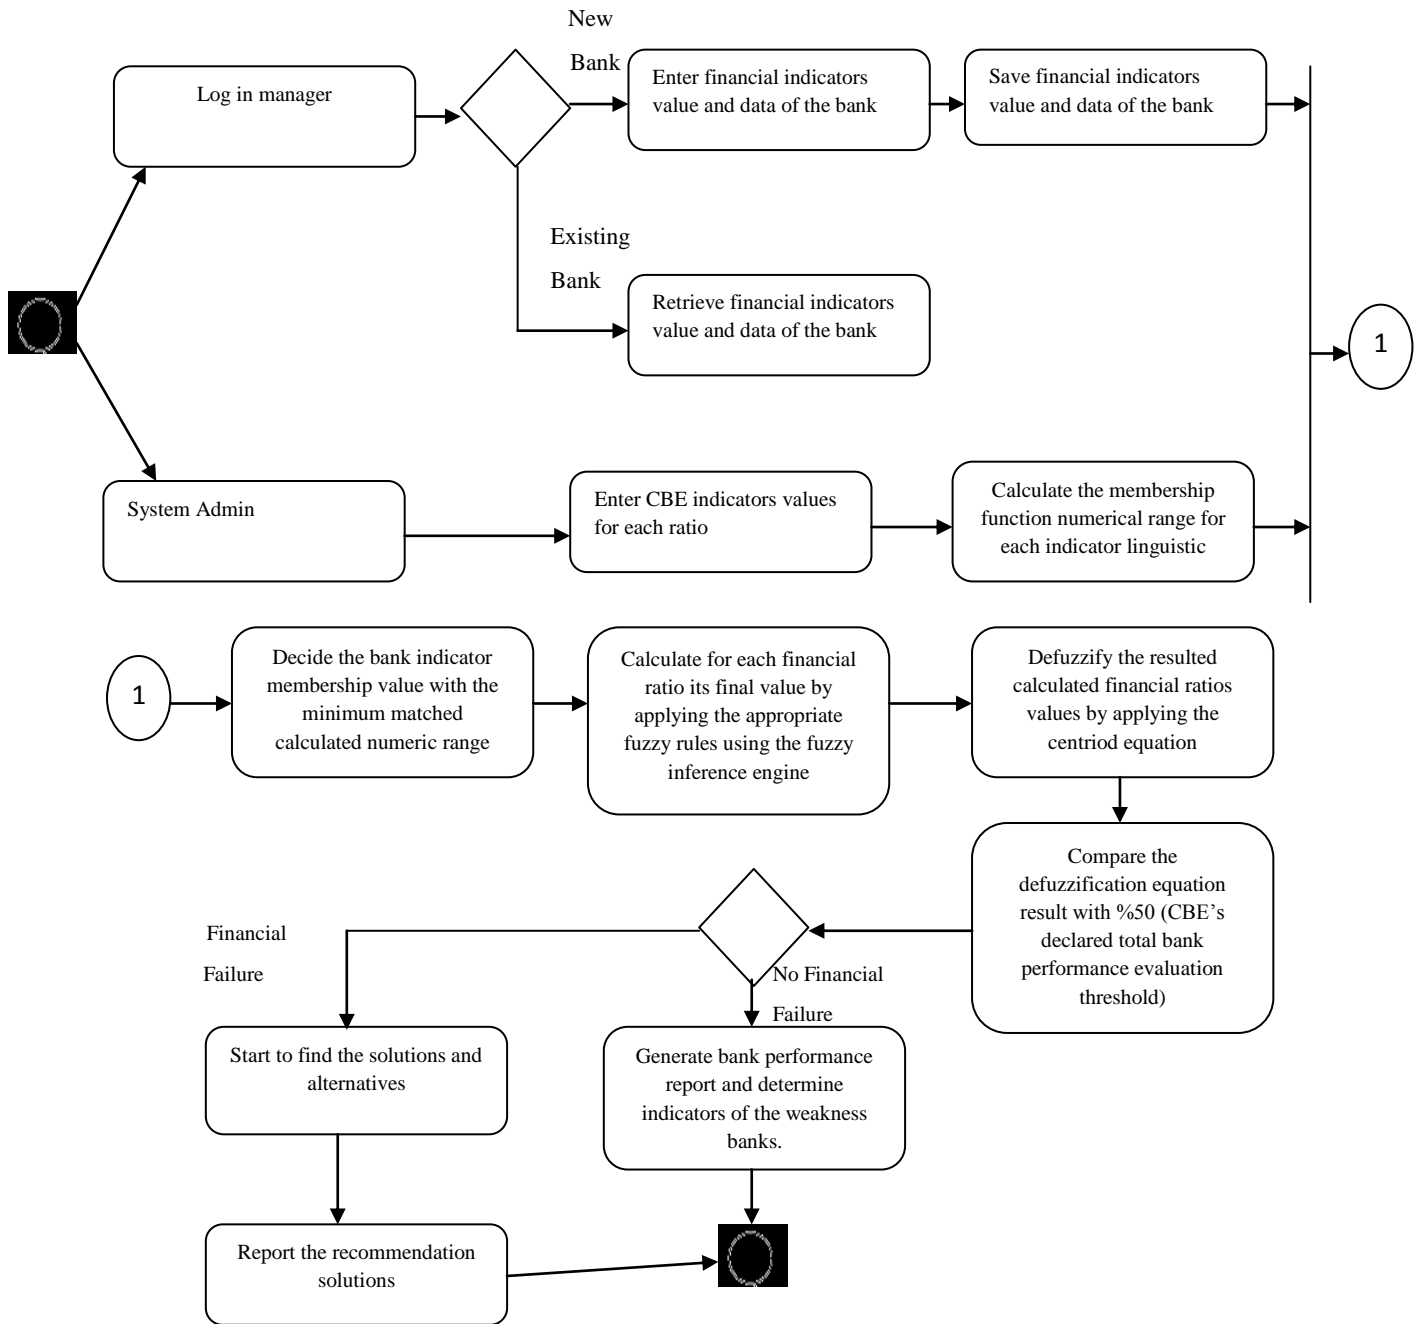 New
Bank
Log in manager
Enter financial indicators
value and data of the bank
Save financial indicators
value and data of the bank
Existing
Bank
Retrieve financial indicators
value and data of the bank
1
System Admin
Enter CBE indicators values
for each ratio
Calculate the membership
function numerical range for
each indicator linguistic
1
Decide the bank indicator
membership value with the
minimum matched
calculated numeric range
Calculate for each financial
ratio its final value by
applying the appropriate
fuzzy rules using the fuzzy
inference engine
Defuzzify the resulted
calculated financial ratios
values by applying the
centriod equation
Compare the
defuzzification equation
result with %50 (CBE’s
declared total bank
performance evaluation
threshold)
Financial
Failure
No Financial
Failure
Start to find the solutions and
alternatives
Generate bank performance
report and determine
indicators of the weakness
banks.
Report the recommendation
solutions